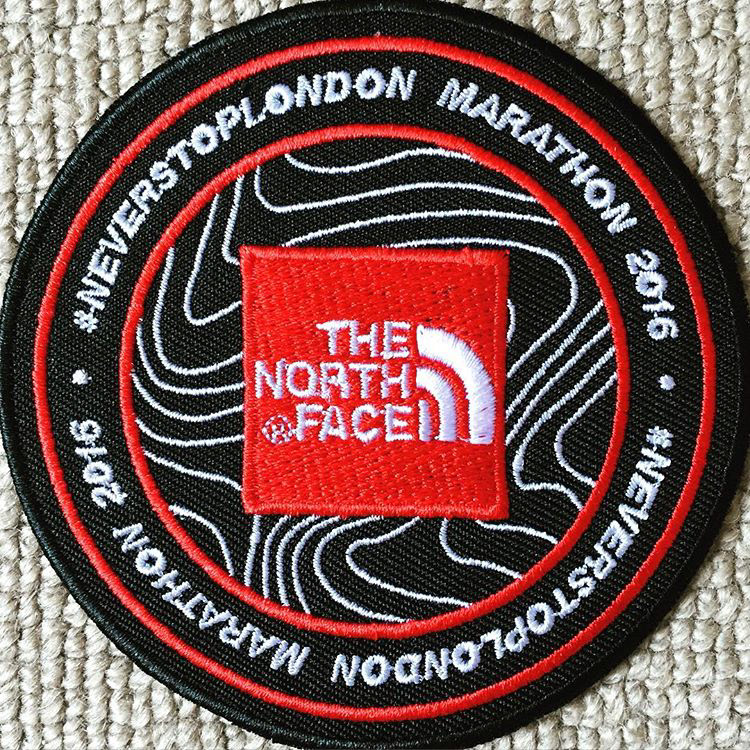 #NEVERSTOPLONDON MARATHON 2016
#NEVERSTOPLONDON MARATHON 2016
THE
NORTH
®FACE